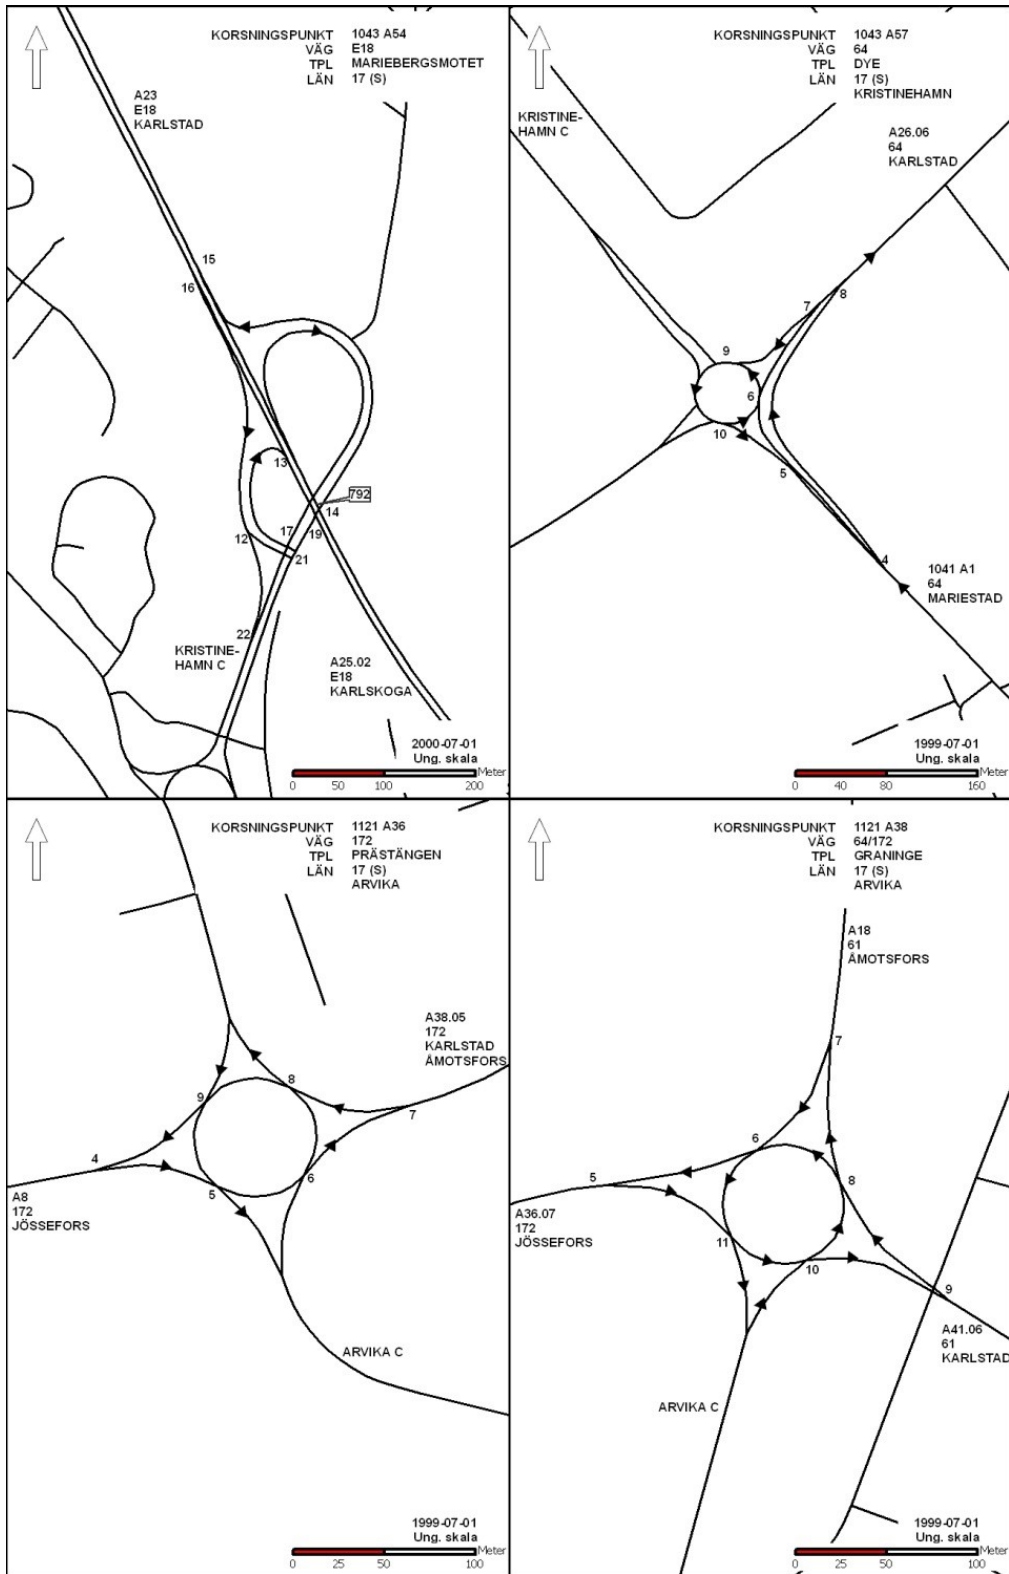 KORSNINGSPUNKT 1043 A54
VÄG E18
TPL MARIEBERGSMOTET
LÄN 17 (S)
A23
E18
KARLSTAD
15
16
13
792
14
17
19
12
21
22
KRISTINE-
HAMN C
A25.02
E18
KARLSKOGA
2000-07-01
Ung. skala
Meter
0 50 100 200
KORSNINGSPUNKT 1043 A57
VÄG 64
TPL DYE
LÄN 17 (S)
KRISTINEHAMN
KRISTINE-
HAMN C
A26.06
64
KARLSTAD
7
8
9
6
10
5
4
1041 A1
64
MARIESTAD
1999-07-01
Ung. skala
Meter
0 40 80 160
KORSNINGSPUNKT 1121 A36
VÄG 172
TPL PRÄSTÄNGEN
LÄN 17 (S)
ARVIKA
A38.05
172
KARLSTAD
ÅMOTSFORS
8
9
7
4
5
6
A8
172
JÖSSEFORS
ARVIKA C
1999-07-01
Ung. skala
Meter
0 25 50 100
KORSNINGSPUNKT 1121 A38
VÄG 64/172
TPL GRANINGE
LÄN 17 (S)
ARVIKA
A18
61
ÅMOTSFORS
7
6
5
8
A36.07
172
JÖSSEFORS
11
10
9
A41.06
61
KARLSTAD
ARVIKA C
1999-07-01
Ung. skala
Meter
0 25 50 100